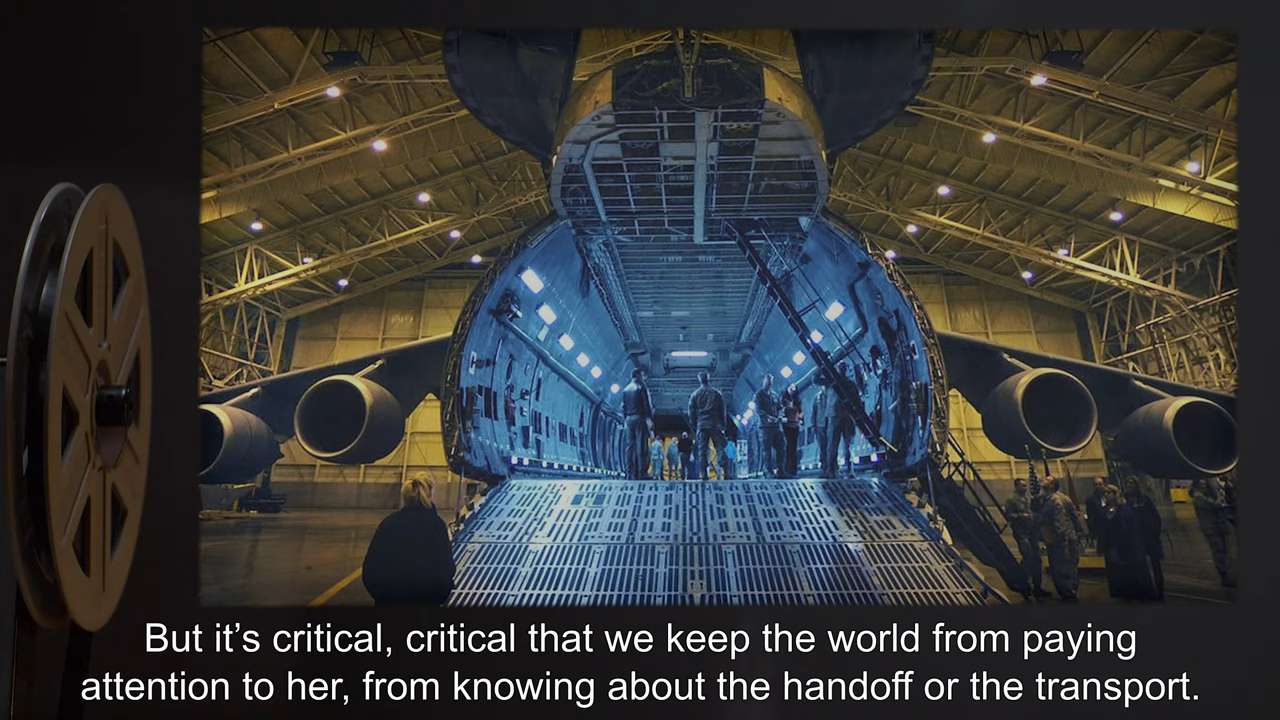 But it’s critical, critical that we keep the world from paying
attention to her, from knowing about the handoff or the transport.